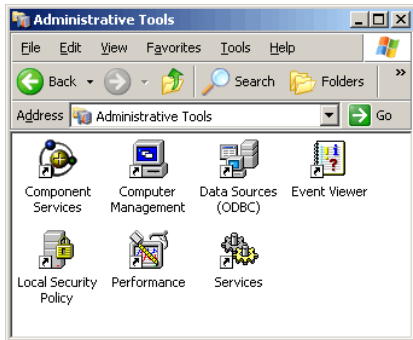 Administrative Tools
File Edit View Favorites Tools Help
Back Search Folders »
Address Administrative Tools Go
Component Services
Computer Management
Data Sources (ODBC)
Event Viewer
Local Security Policy
Performance
Services